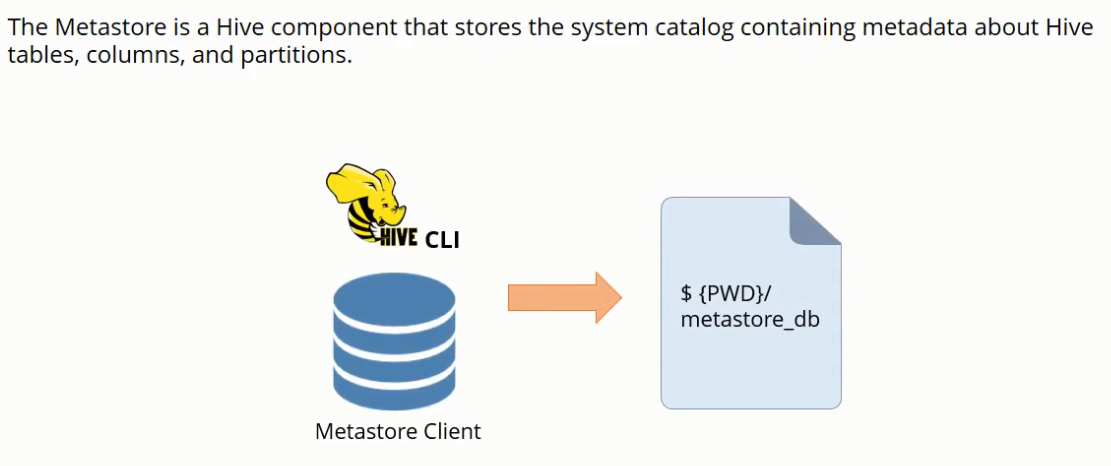 The Metastore is a Hive component that stores the system catalog containing metadata about Hive
tables, columns, and partitions.
HIVE CLI
$ {PWD}/
metastore_db
Metastore Client